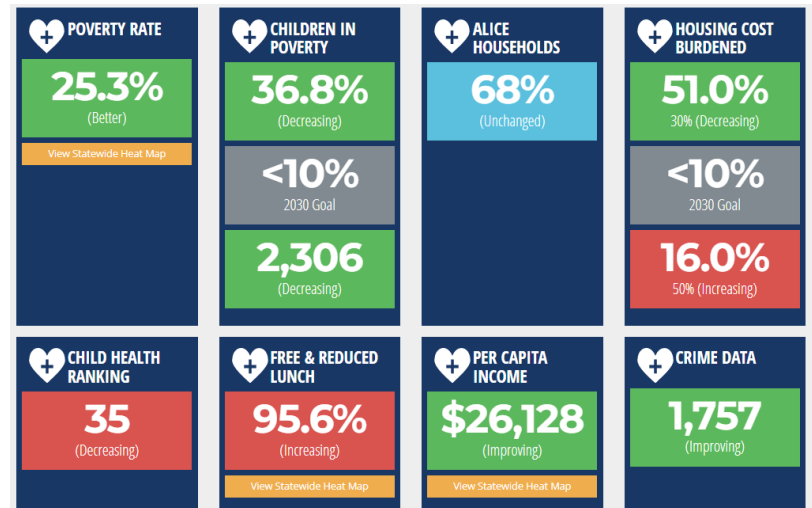 POVERTY RATE
25.3%
(Better)
View Statewide Heat Map
CHILDREN IN
POVERTY
36.8%
(Decreasing)
<10%
2030 Goal
2,306
(Decreasing)
ALICE
HOUSEHOLDS
68%
(Unchanged)
HOUSING COST
BURDENED
51.0%
30% (Decreasing)
<10%
2030 Goal
16.0%
50% (Increasing)
CHILD HEALTH
RANKING
35
(Decreasing)
FREE & REDUCED
LUNCH
95.6%
(Increasing)
View Statewide Heat Map
PER CAPITA
INCOME
$26,128
(Improving)
View Statewide Heat Map
CRIME DATA
1,757
(Improving)